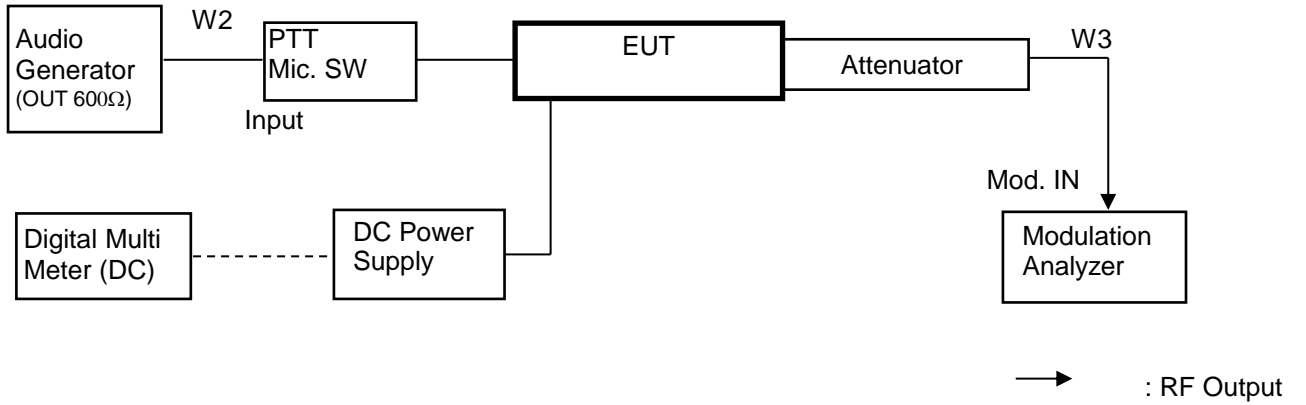 Audio
Generator
(OUT 600Ω)
W2
PTT
Mic. SW
Input
EUT
Attenuator
W3
Mod. IN
Digital Multi
Meter (DC)
DC Power
Supply
Modulation
Analyzer
: RF Output